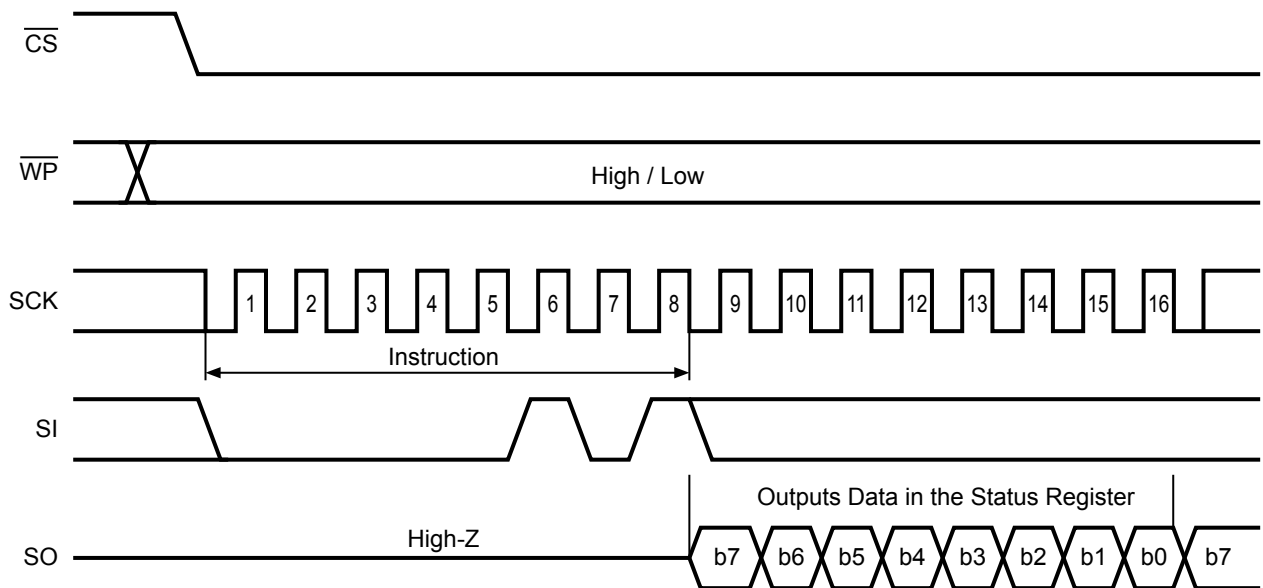 CS
WP
High / Low
SCK
1 2 3 4 5 6 7 8 9 10 11 12 13 14 15 16
Instruction
SI
Outputs Data in the Status Register
SO
High-Z
b7 b6 b5 b4 b3 b2 b1 b0 b7